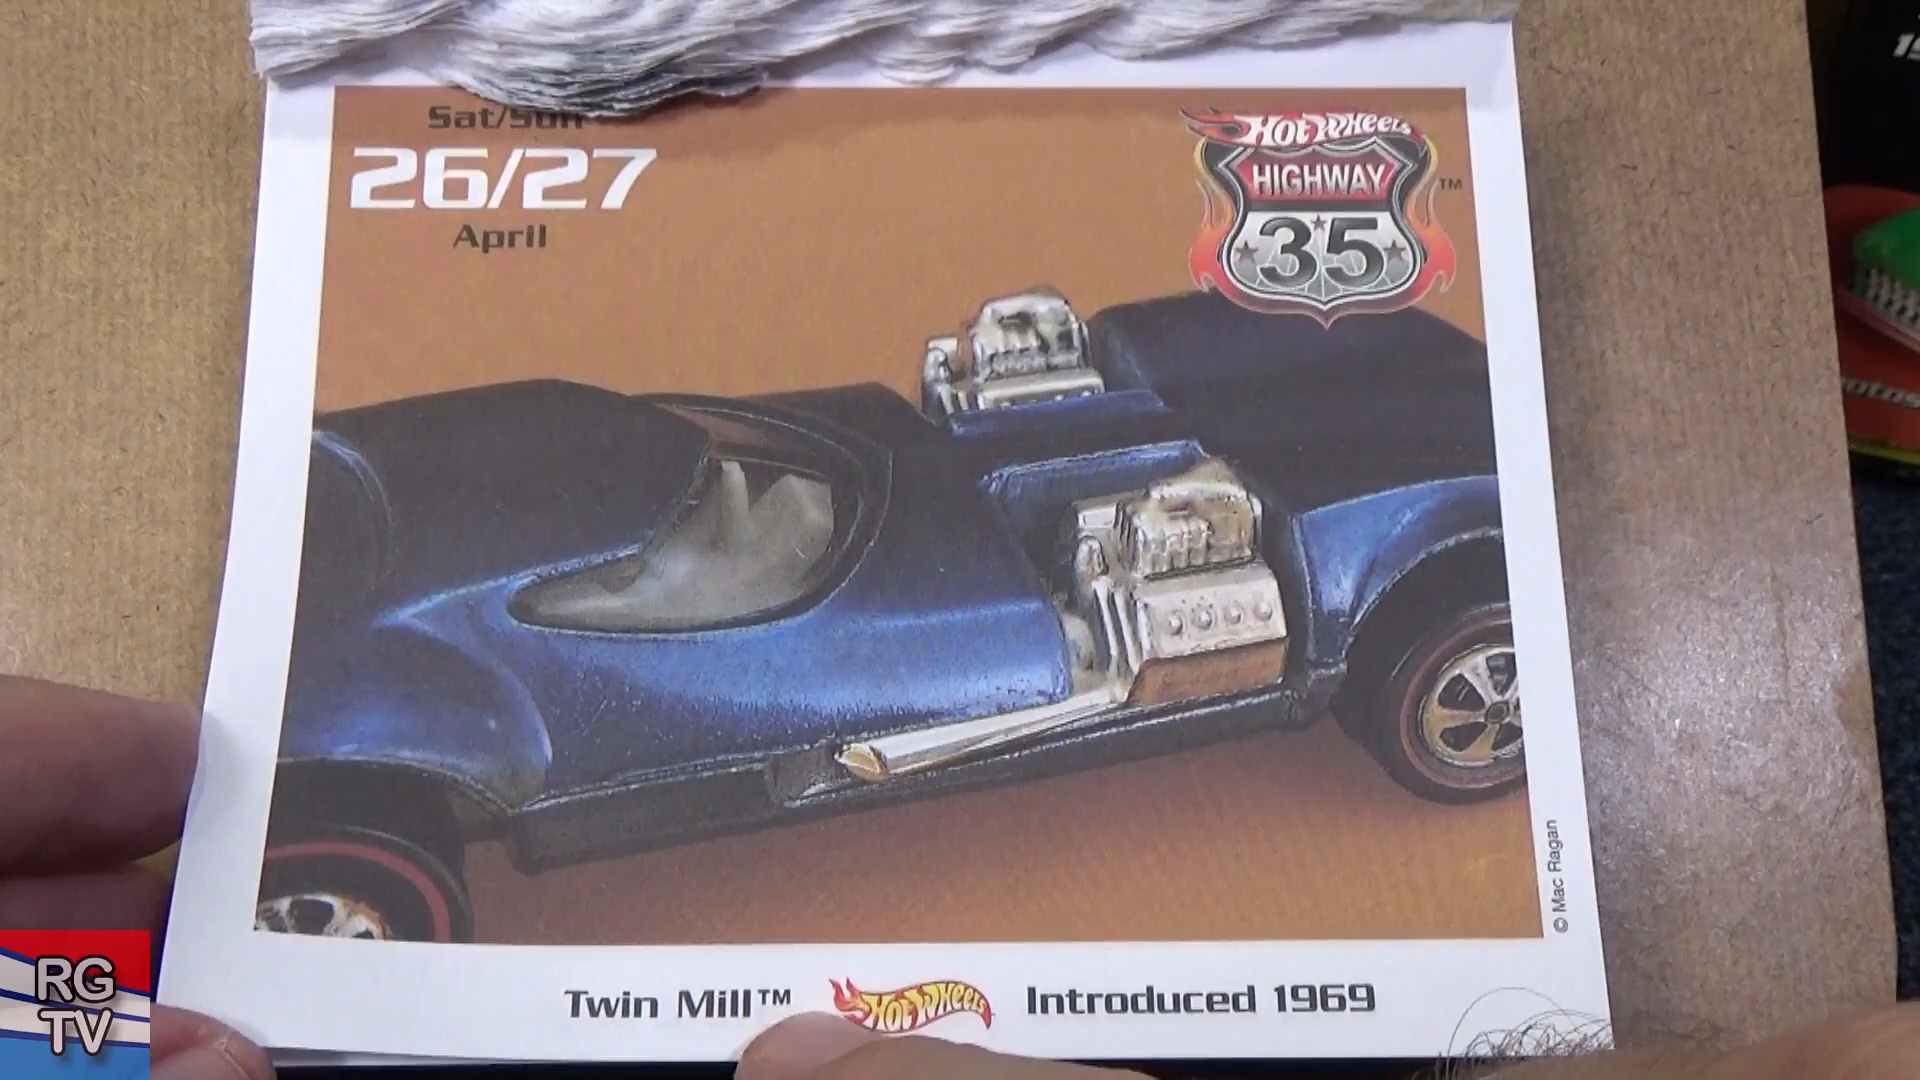 Sat/Sun
26/27
April
Hot Wheels
HIGHWAY
TM
35
© Mac Ragan
Twin Mill™
Hot Wheels
Introduced 1969
RG
TV